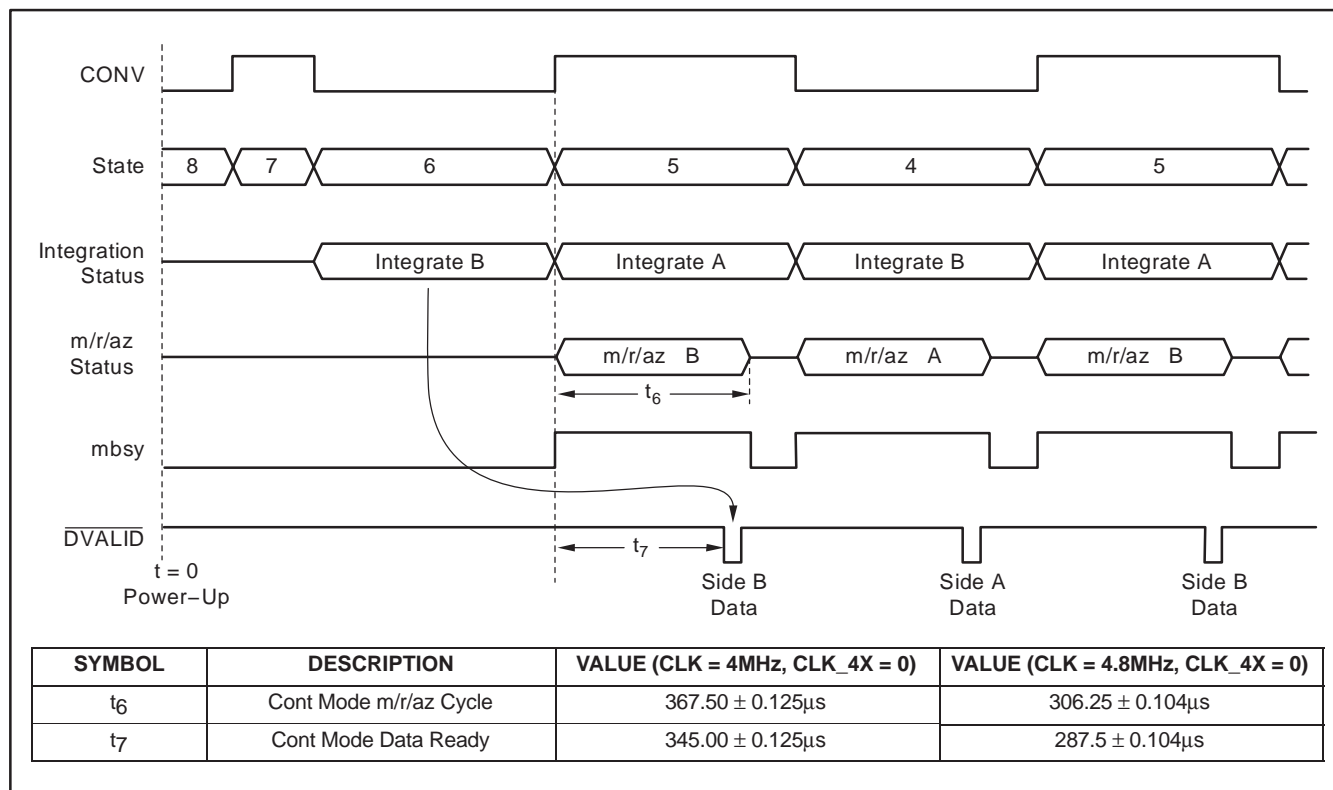 CONV
State
8
7
6
5
4
5
Integration
Status
Integrate B
Integrate A
Integrate B
Integrate A
m/r/az
Status
m/r/az B
m/r/az A
m/r/az B
t6
mbsy
DVALID
t7
t = 0
Power−Up
Side B
Data
Side A
Data
Side B
Data
SYMBOL DESCRIPTION VALUE (CLK = 4MHz, CLK_4X = 0) VALUE (CLK = 4.8MHz, CLK_4X = 0)
t6 Cont Mode m/r/az Cycle 367.50 ± 0.125μs 306.25 ± 0.104μs
t7 Cont Mode Data Ready 345.00 ± 0.125μs 287.5 ± 0.104μs